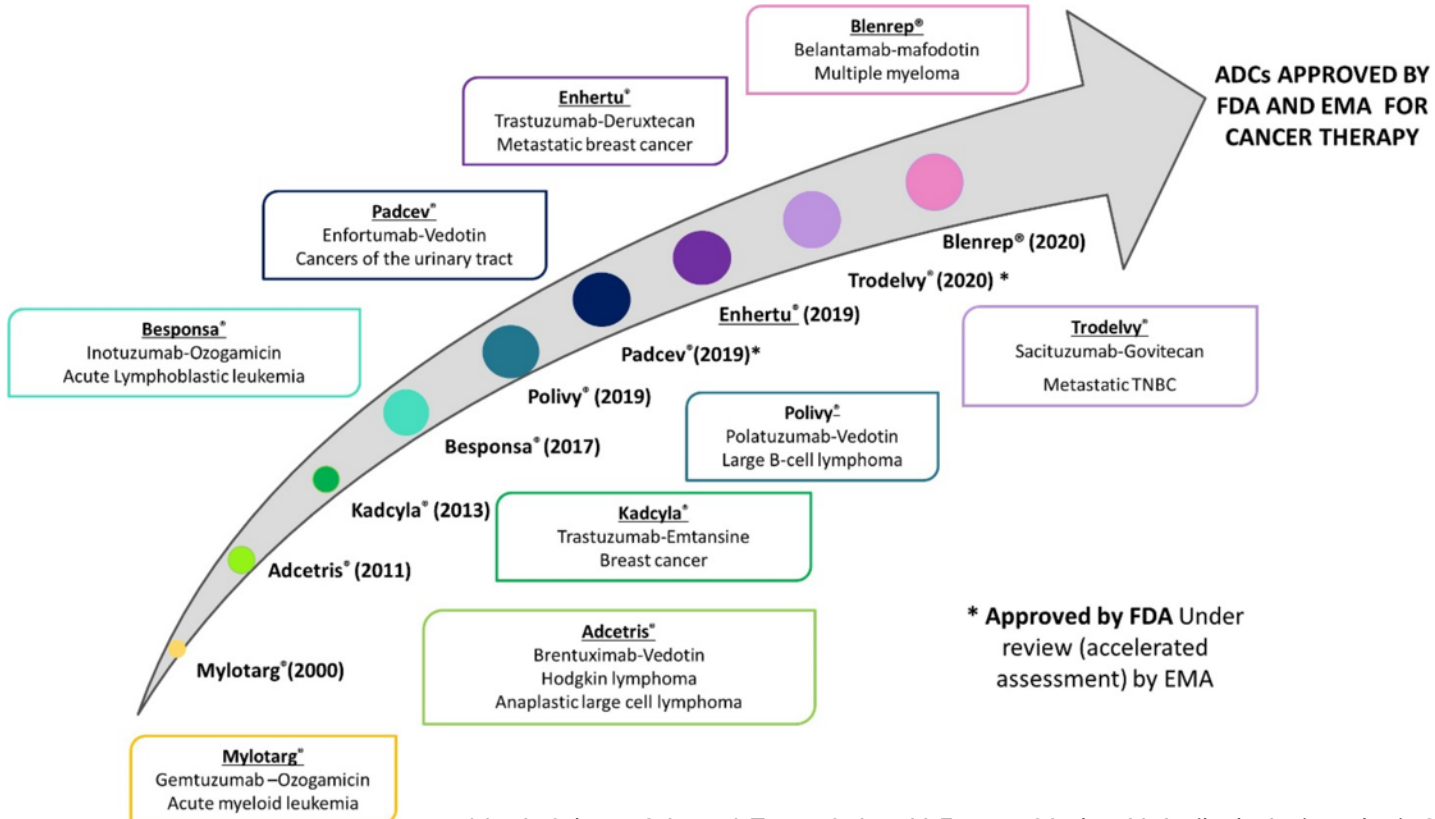 Blenrep®
Belantamab-mafodotin
Multiple myeloma
ADCs APPROVED BY
FDA AND EMA FOR
CANCER THERAPY
Enhertu®
Trastuzumab-Deruxtecan
Metastatic breast cancer
Padcev®
Enfortumab-Vedotin
Cancers of the urinary tract
Blenrep® (2020)
Trodelvy® (2020) *
Enhertu® (2019)
Padcev®(2019)*
Polivy® (2019)
Besponsa® (2017)
Kadcyla® (2013)
Adcetris® (2011)
Mylotarg®(2000)
Besponsa®
Inotuzumab-Ozogamicin
Acute Lymphoblastic leukemia
Trodelvy®
Sacituzumab-Govitecan
Metastatic TNBC
Polivy®
Polatuzumab-Vedotin
Large B-cell lymphoma
Kadcyla®
Trastuzumab-Emtansine
Breast cancer
Adcetris®
Brentuximab-Vedotin
Hodgkin lymphoma
Anaplastic large cell lymphoma
* Approved by FDA Under
review (accelerated
assessment) by EMA
Mylotarg®
Gemtuzumab –Ozogamicin
Acute myeloid leukemia